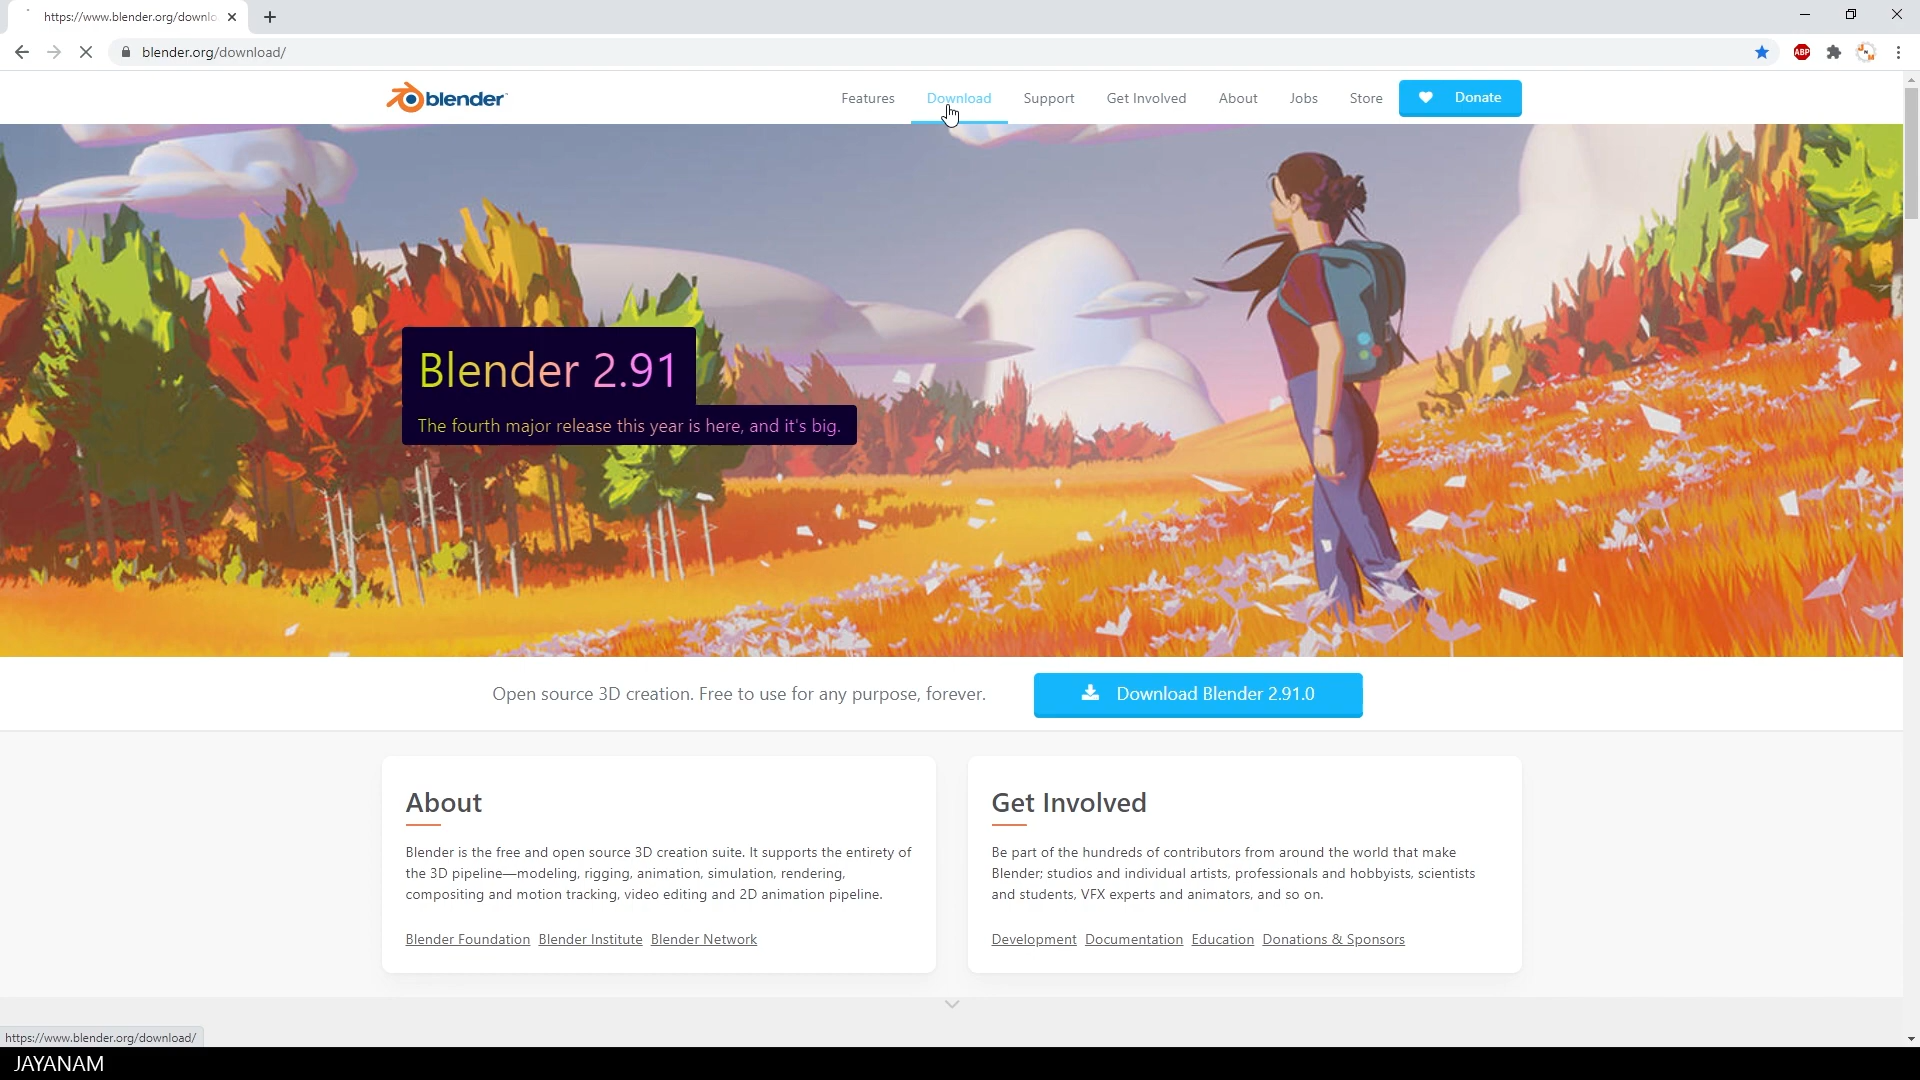 https://www.blender.org/downlo
blender.org/download/
ABP
blender
Features Download Support Get Involved About Jobs Store Donate
Blender 2.91
The fourth major release this year is here, and it's big.
Open source 3D creation. Free to use for any purpose, forever.
Download Blender 2.91.0
About
Blender is the free and open source 3D creation suite. It supports the entirety of
the 3D pipeline—modeling, rigging, animation, simulation, rendering,
compositing and motion tracking, video editing and 2D animation pipeline.
Blender Foundation Blender Institute Blender Network
Get Involved
Be part of the hundreds of contributors from around the world that make
Blender; studios and individual artists, professionals and hobbyists, scientists
and students, VFX experts and animators, and so on.
Development Documentation Education Donations & Sponsors
https://www.blender.org/download/
JAYANAM